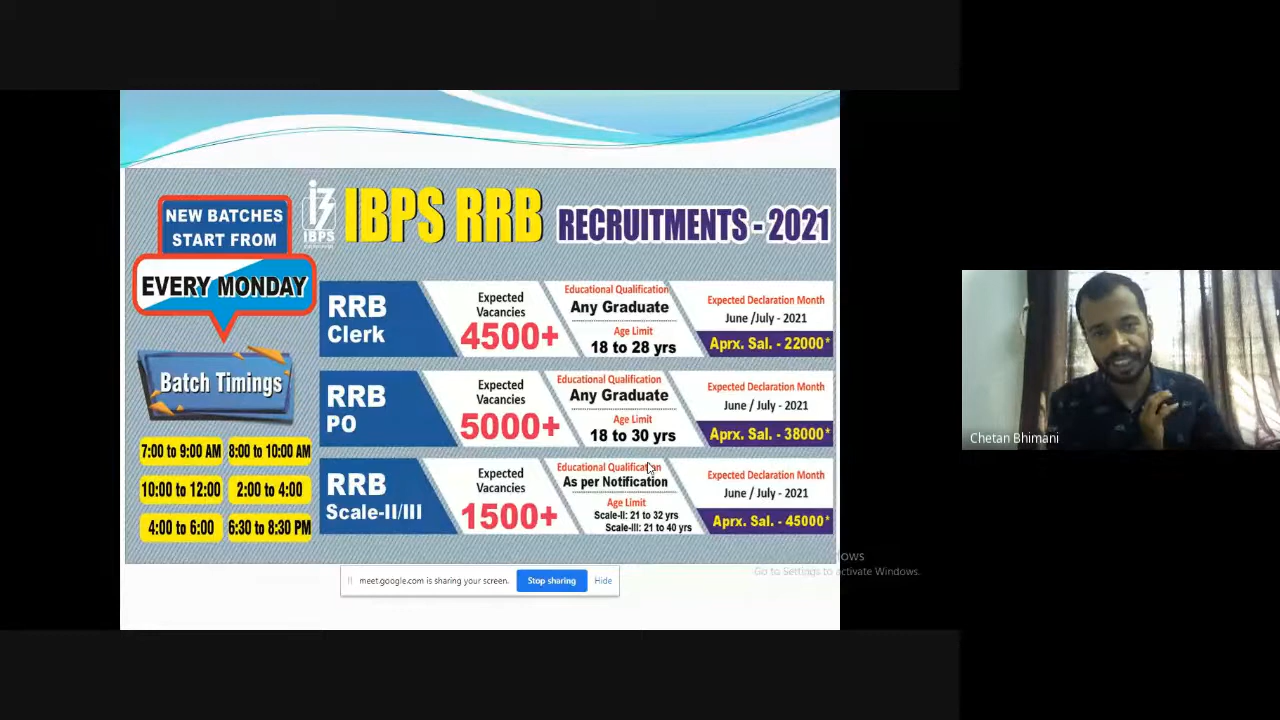 NEW BATCHES
START FROM
EVERY MONDAY
Batch Timings
7:00 to 9:00 AM
8:00 to 10:00 AM
10:00 to 12:00
2:00 to 4:00
4:00 to 6:00
6:30 to 8:30 PM
IBPS
IBPS RRB RECRUITMENTS - 2021
RRB
Clerk
Expected
Vacancies
4500+
Educational Qualification
Any Graduate
Age Limit
18 to 28 yrs
Expected Declaration Month
June /July - 2021
Aprx. Sal. - 22000*
RRB
PO
Expected
Vacancies
5000+
Educational Qualification
Any Graduate
Age Limit
18 to 30 yrs
Expected Declaration Month
June / July - 2021
Aprx. Sal. - 38000*
RRB
Scale-II/III
Expected
Vacancies
1500+
Educational Qualification
As per Notification
Age Limit
Scale-II: 21 to 32 yrs
Scale-III: 21 to 40 yrs
Expected Declaration Month
June / July - 2021
Aprx. Sal. - 45000*
meet.google.com is sharing your screen.
Stop sharing
Hide
Go to Settings to activate Windows.
Chetan Bhimani